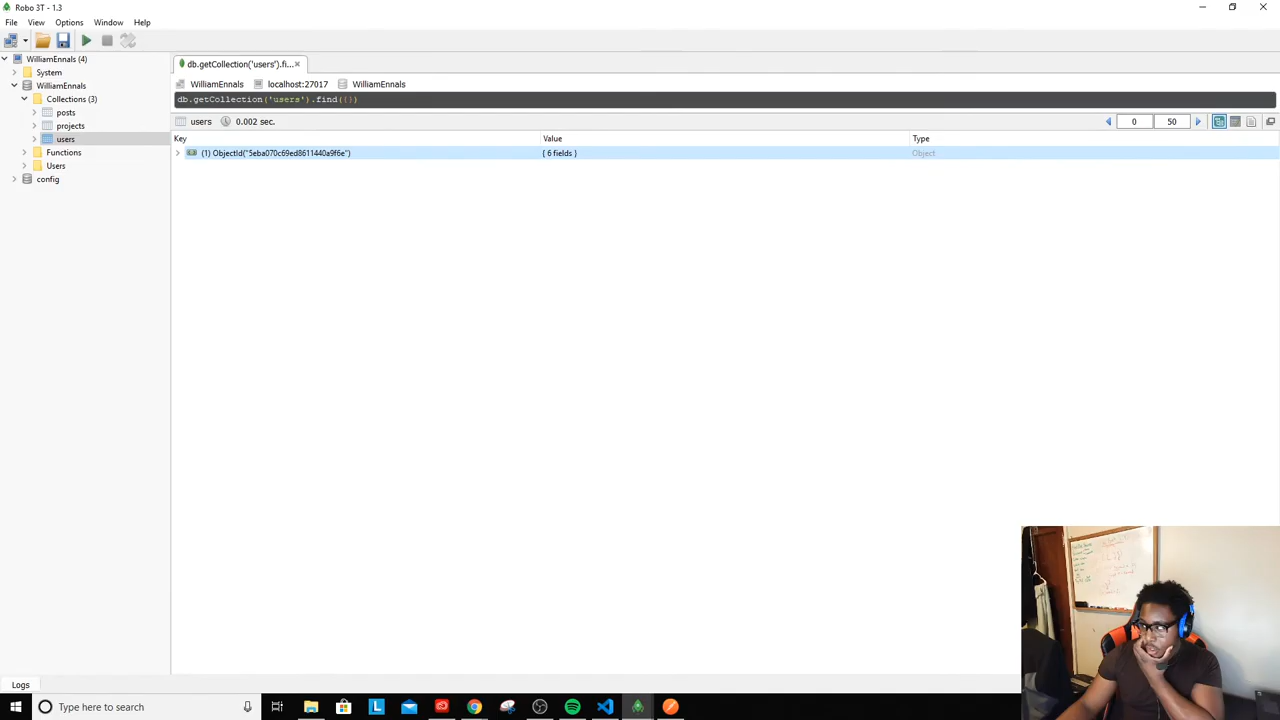 Robo 3T - 1.3
File View Options Window Help
WilliamEnnals (4)
System
WilliamEnnals
Collections (3)
posts
projects
users
Functions
Users
config
db.getCollection('users').fi...
WilliamEnnals localhost:27017 WilliamEnnals
db.getCollection('users').find({})
users 0.002 sec. 0 50
Key Value Type
(1) ObjectId("5eba070c69ed8611440a9f6e") { 6 fields } Object
Logs
Type here to search